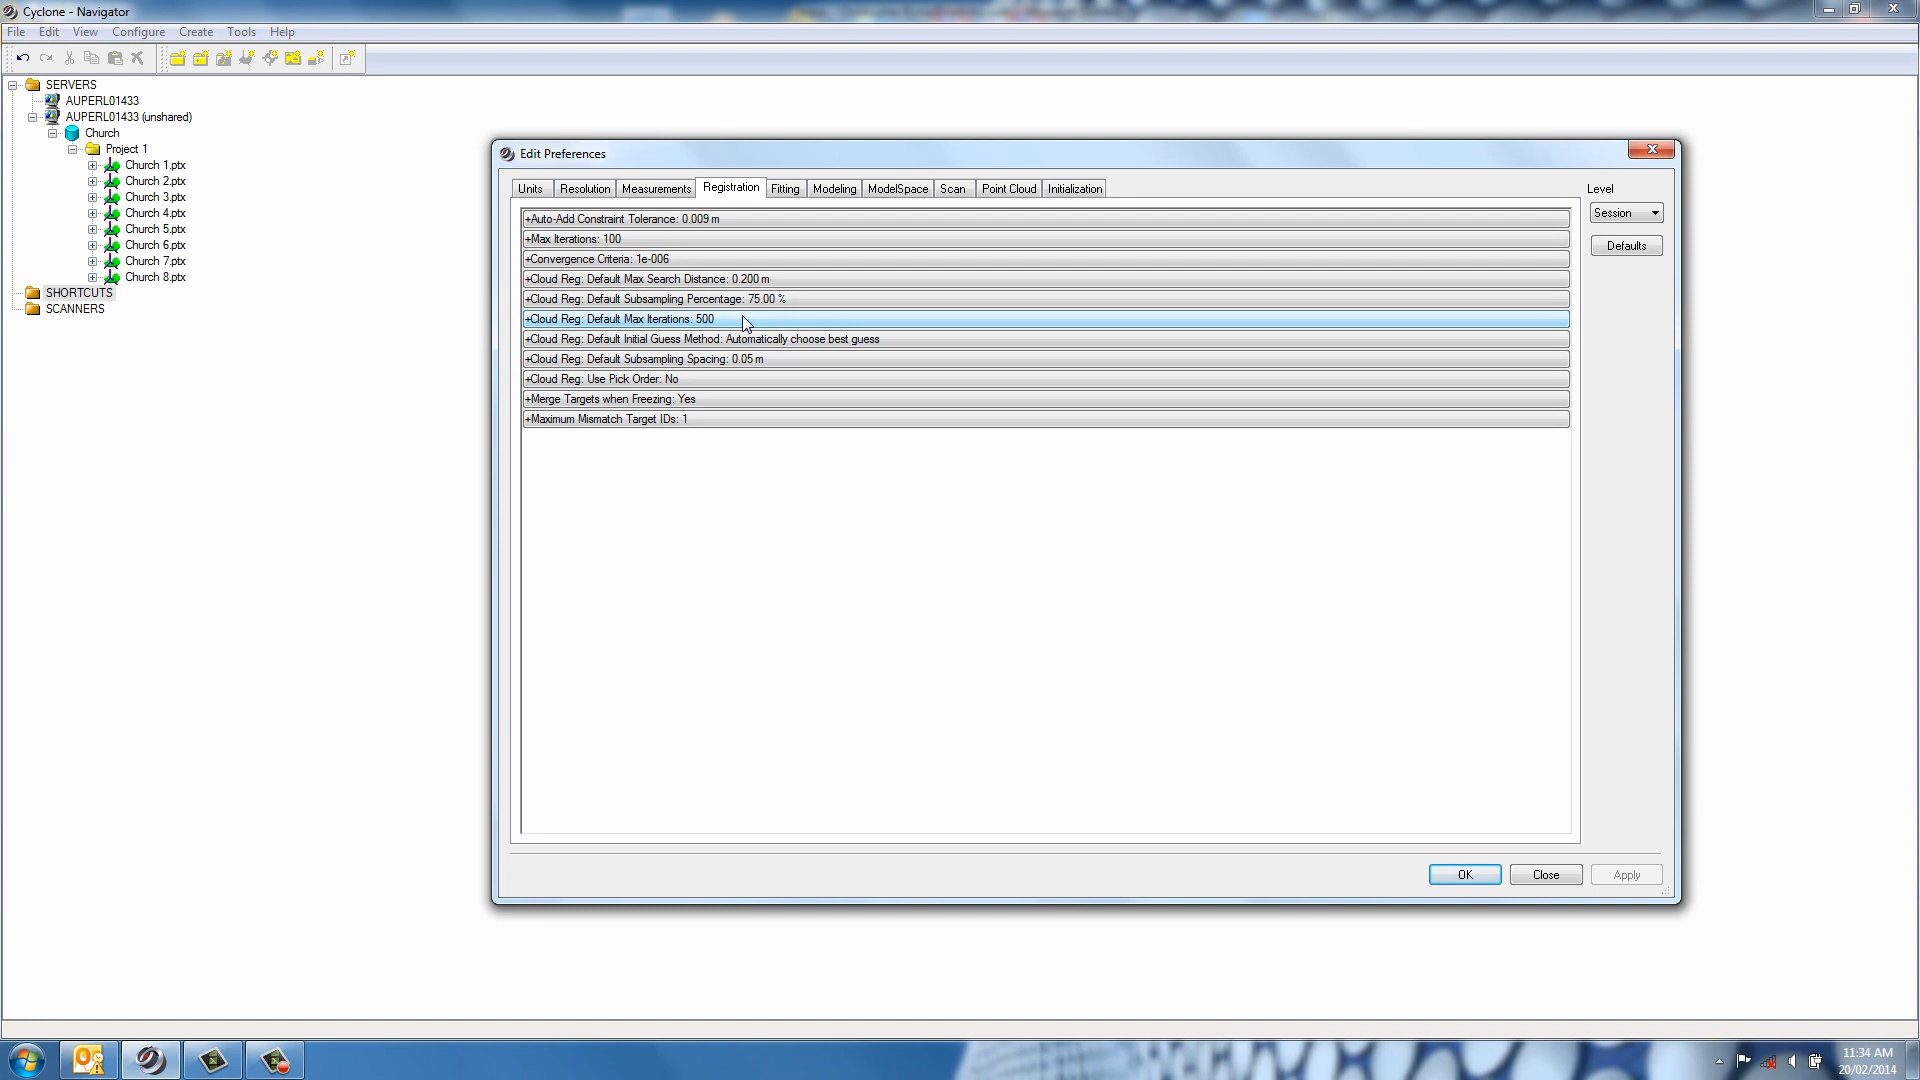 Cyclone - Navigator
File Edit View Configure Create Tools Help
SERVERS
AUPERL01433
AUPERL01433 (unshared)
Church
Project 1
Church 1.ptx
Church 2.ptx
Church 3.ptx
Church 4.ptx
Church 5.ptx
Church 6.ptx
Church 7.ptx
Church 8.ptx
SHORTCUTS
SCANNERS
Edit Preferences
Units Resolution Measurements Registration Fitting Modeling ModelSpace Scan Point Cloud Initialization
+Auto-Add Constraint Tolerance: 0.009 m
+Max Iterations: 100
+Convergence Criteria: 1e-006
+Cloud Reg: Default Max Search Distance: 0.200 m
+Cloud Reg: Default Subsampling Percentage: 75.00 %
+Cloud Reg: Default Max Iterations: 500
+Cloud Reg: Default Initial Guess Method: Automatically choose best guess
+Cloud Reg: Default Subsampling Spacing: 0.05 m
+Cloud Reg: Use Pick Order: No
+Merge Targets when Freezing: Yes
+Maximum Mismatch Target IDs: 1
Level
Session
Defaults
OK Close Apply
11:34 AM
20/02/2014